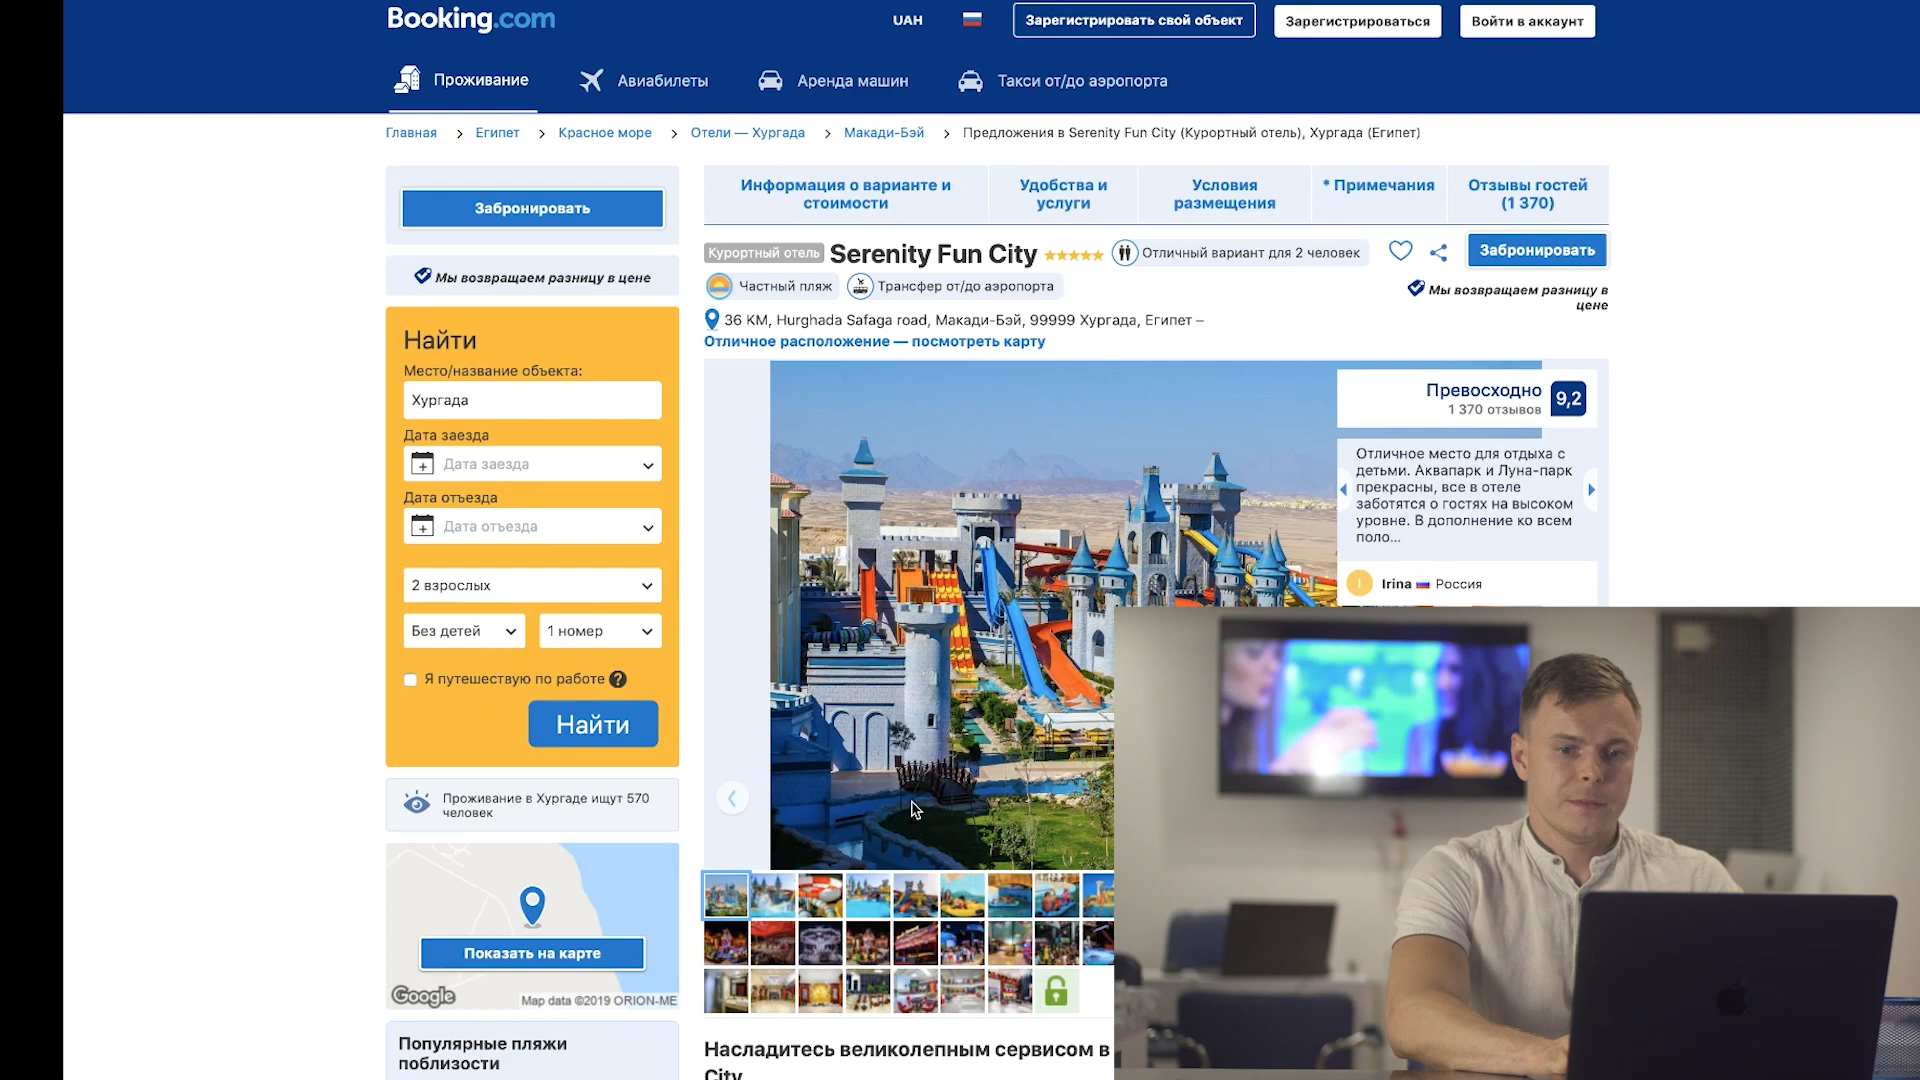 Booking.com
UAH
Зарегистрировать свой объект
Зарегистрироваться
Войти в аккаунт
Проживание
Авиабилеты
Аренда машин
Такси от/до аэропорта
Главная
Египет
Красное море
Отели — Хургада
Макади-Бэй
Предложения в Serenity Fun City (Курортный отель), Хургада (Египет)
Забронировать
Мы возвращаем разницу в цене
Найти
Место/название объекта:
Хургада
Дата заезда
Дата заезда
Дата отъезда
Дата отъезда
2 взрослых
Без детей
1 номер
Я путешествую по работе
Найти
Проживание в Хургаде ищут 570
человек
Показать на карте
Google
Map data ©2019 ORION-ME
Популярные пляжи
поблизости
Информация о варианте и
стоимости
Удобства и
услуги
Условия
размещения
* Примечания
Отзывы гостей
(1 370)
Курортный отель
Serenity Fun City
Отличный вариант для 2 человек
Забронировать
Частный пляж
Трансфер от/до аэропорта
Мы возвращаем разницу в
цене
36 KM, Hurghada Safaga road, Макади-Бэй, 99999 Хургада, Египет –
Отличное расположение — посмотреть карту
Превосходно
1 370 отзывов
9,2
Отличное место для отдыха с
детьми. Аквапарк и Луна-парк
прекрасны, все в отеле
заботятся о гостях на высоком
уровне. В дополнение ко всем
поло...
I
Irina
Россия
Насладитесь великолепным сервисом в
City